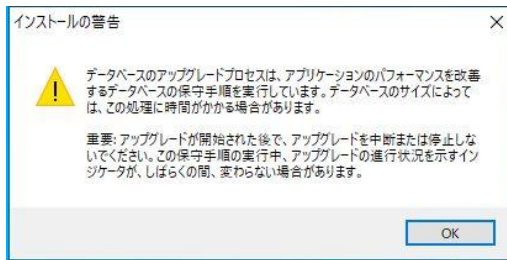 インストールの警告
データベースのアップグレードプロセスは、アプリケーションのパフォーマンスを改善
するデータベースの保守手順を実行しています。データベースのサイズによって
は、この処理に時間がかかる場合があります。
重要: アップグレードが開始された後で、アップグレードを中断または停止しな
いでください。この保守手順の実行中、アップグレードの進行状況を示すイン
ジケータが、しばらくの間、変わらない場合があります。
OK